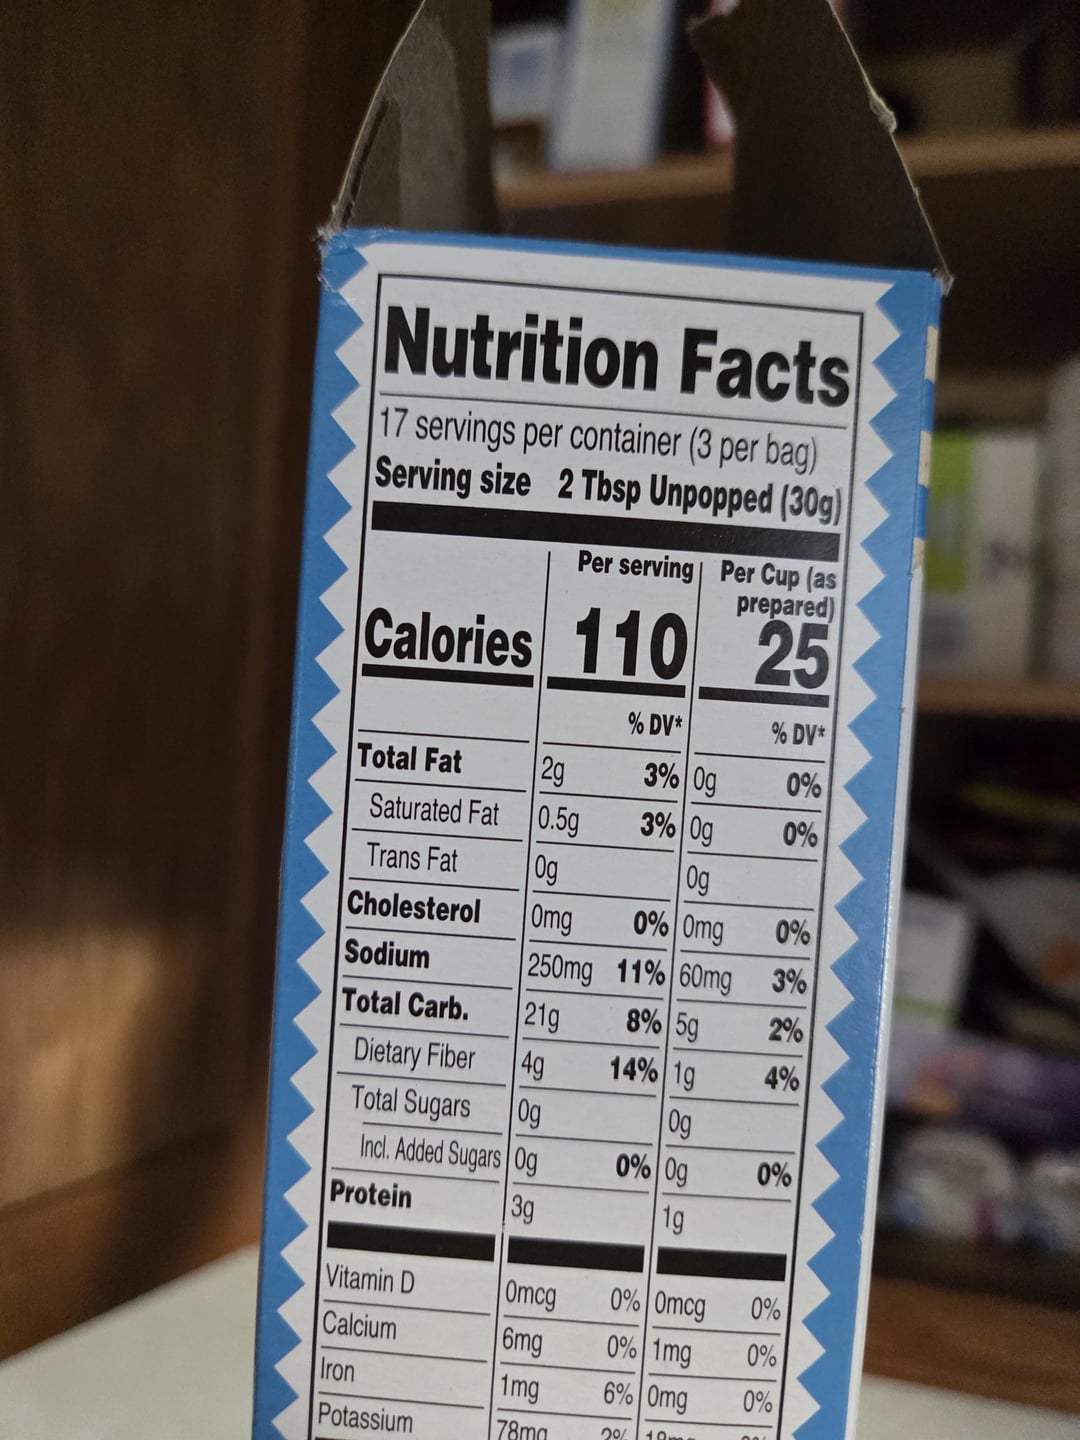 Nutrition Facts
17 servings per container (3 per bag)
Serving size 2 Tbsp Unpopped (30g)
Per serving Per Cup (as prepared)
Calories 110 25
% DV* % DV*
Total Fat 2g 3% 0g 0%
Saturated Fat 0.5g 3% 0g 0%
Trans Fat 0g 0g
Cholesterol 0mg 0% 0mg 0%
Sodium 250mg 11% 60mg 3%
Total Carb. 21g 8% 5g 2%
Dietary Fiber 4g 14% 1g 4%
Total Sugars 0g 0g
Incl. Added Sugars 0g 0% 0g 0%
Protein 3g 1g
Vitamin D 0mcg 0% 0mcg 0%
Calcium 6mg 0% 1mg 0%
Iron 1mg 6% 0mg 0%
Potassium 78mg 2%